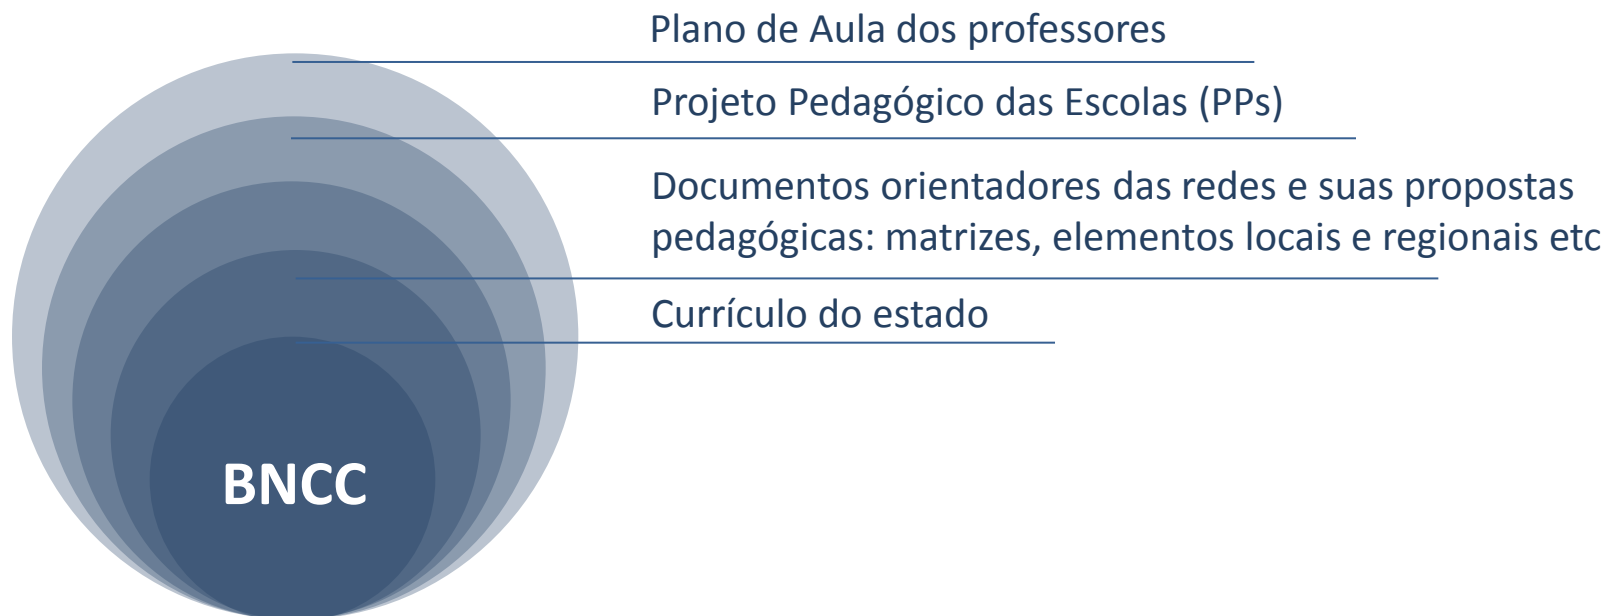 Plano de Aula dos professores
Projeto Pedagógico das Escolas (PPs)
Documentos orientadores das redes e suas propostas
pedagógicas: matrizes, elementos locais e regionais etc
Currículo do estado
BNCC